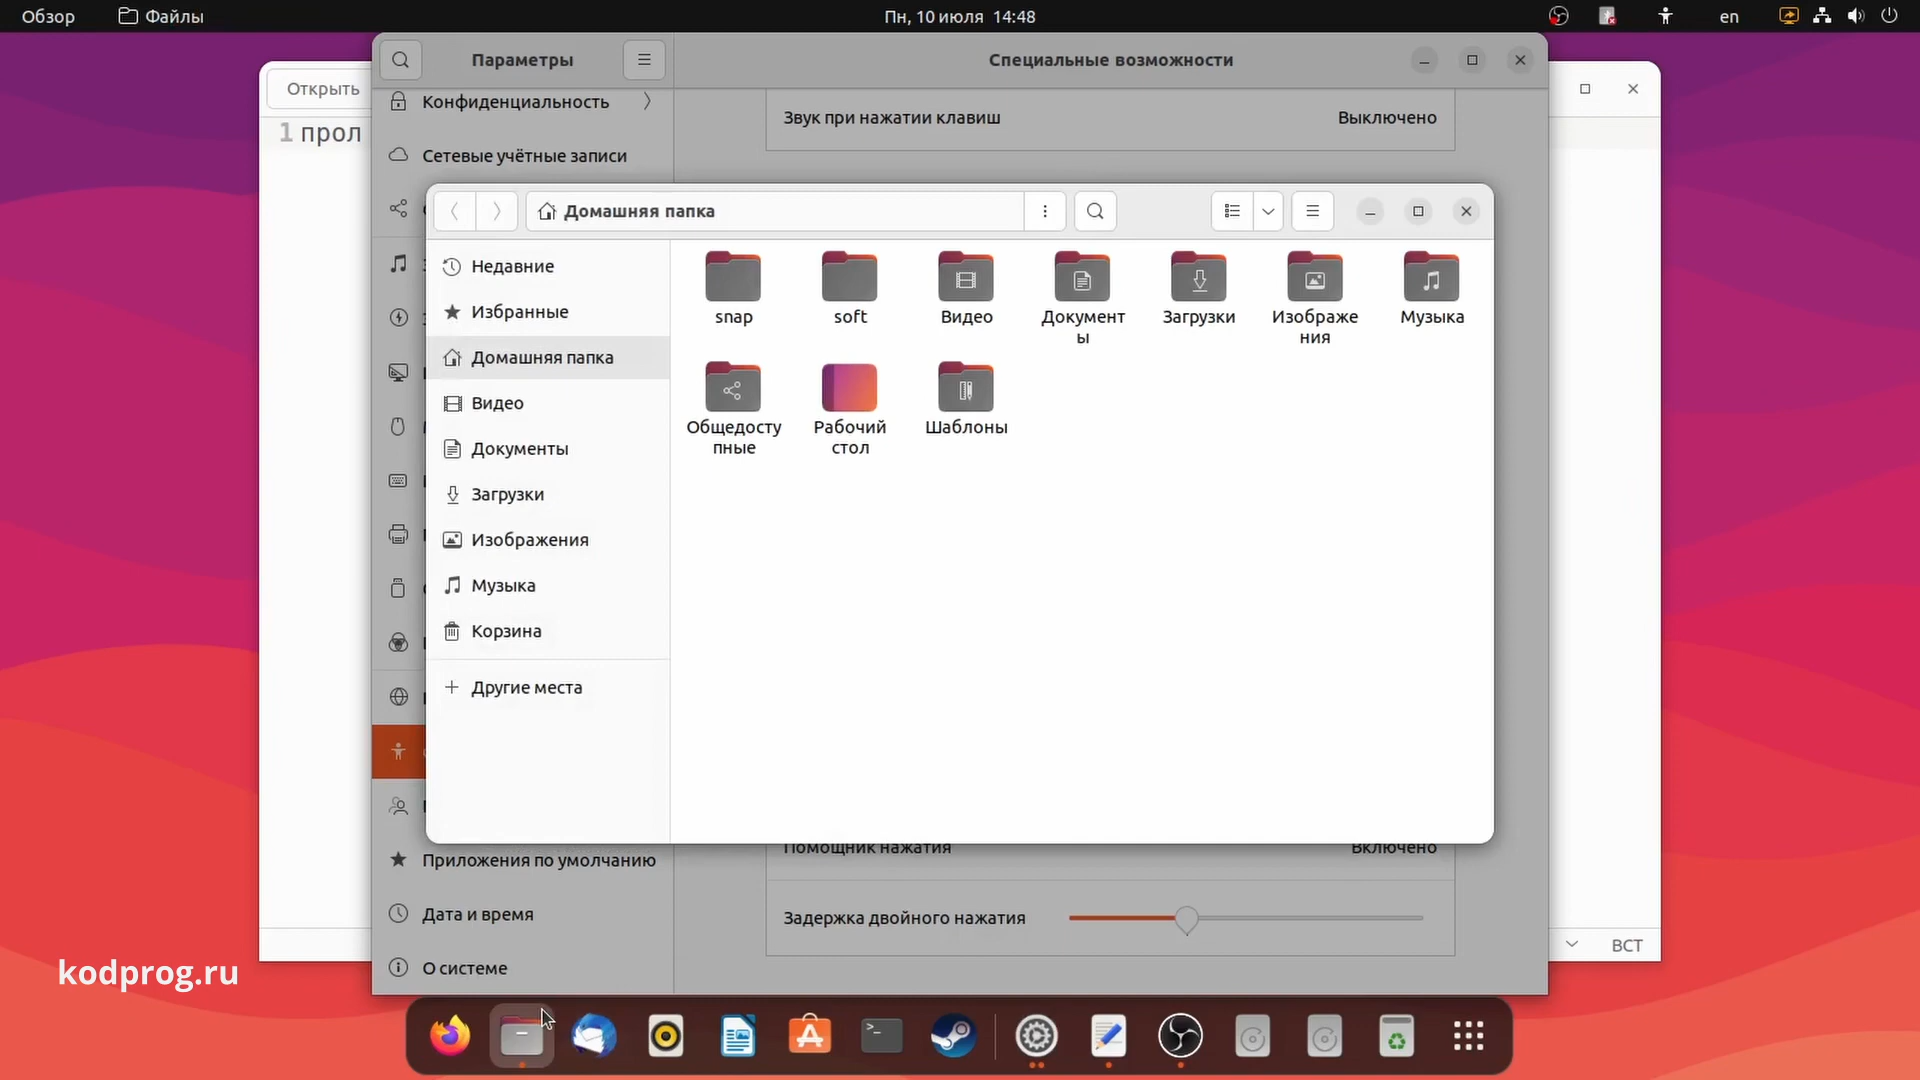 Обзор
Файлы
Пн, 10 июля 14:48
en
Параметры
Специальные возможности
Открыть
1 прол
Конфиденциальность
Звук при нажатии клавиш
Выключено
Сетевые учётные записи
Домашняя папка
Недавние
Избранные
Домашняя папка
Видео
Документы
Загрузки
Изображения
Музыка
Корзина
Другие места
snap
soft
Видео
Документ
ы
Загрузки
Изображе
ния
Музыка
Общедосту
пные
Рабочий
стол
Шаблоны
Помощник нажатия
Включено
Приложения по умолчанию
Задержка двойного нажатия
Дата и время
О системе
ВСТ
kodprog.ru